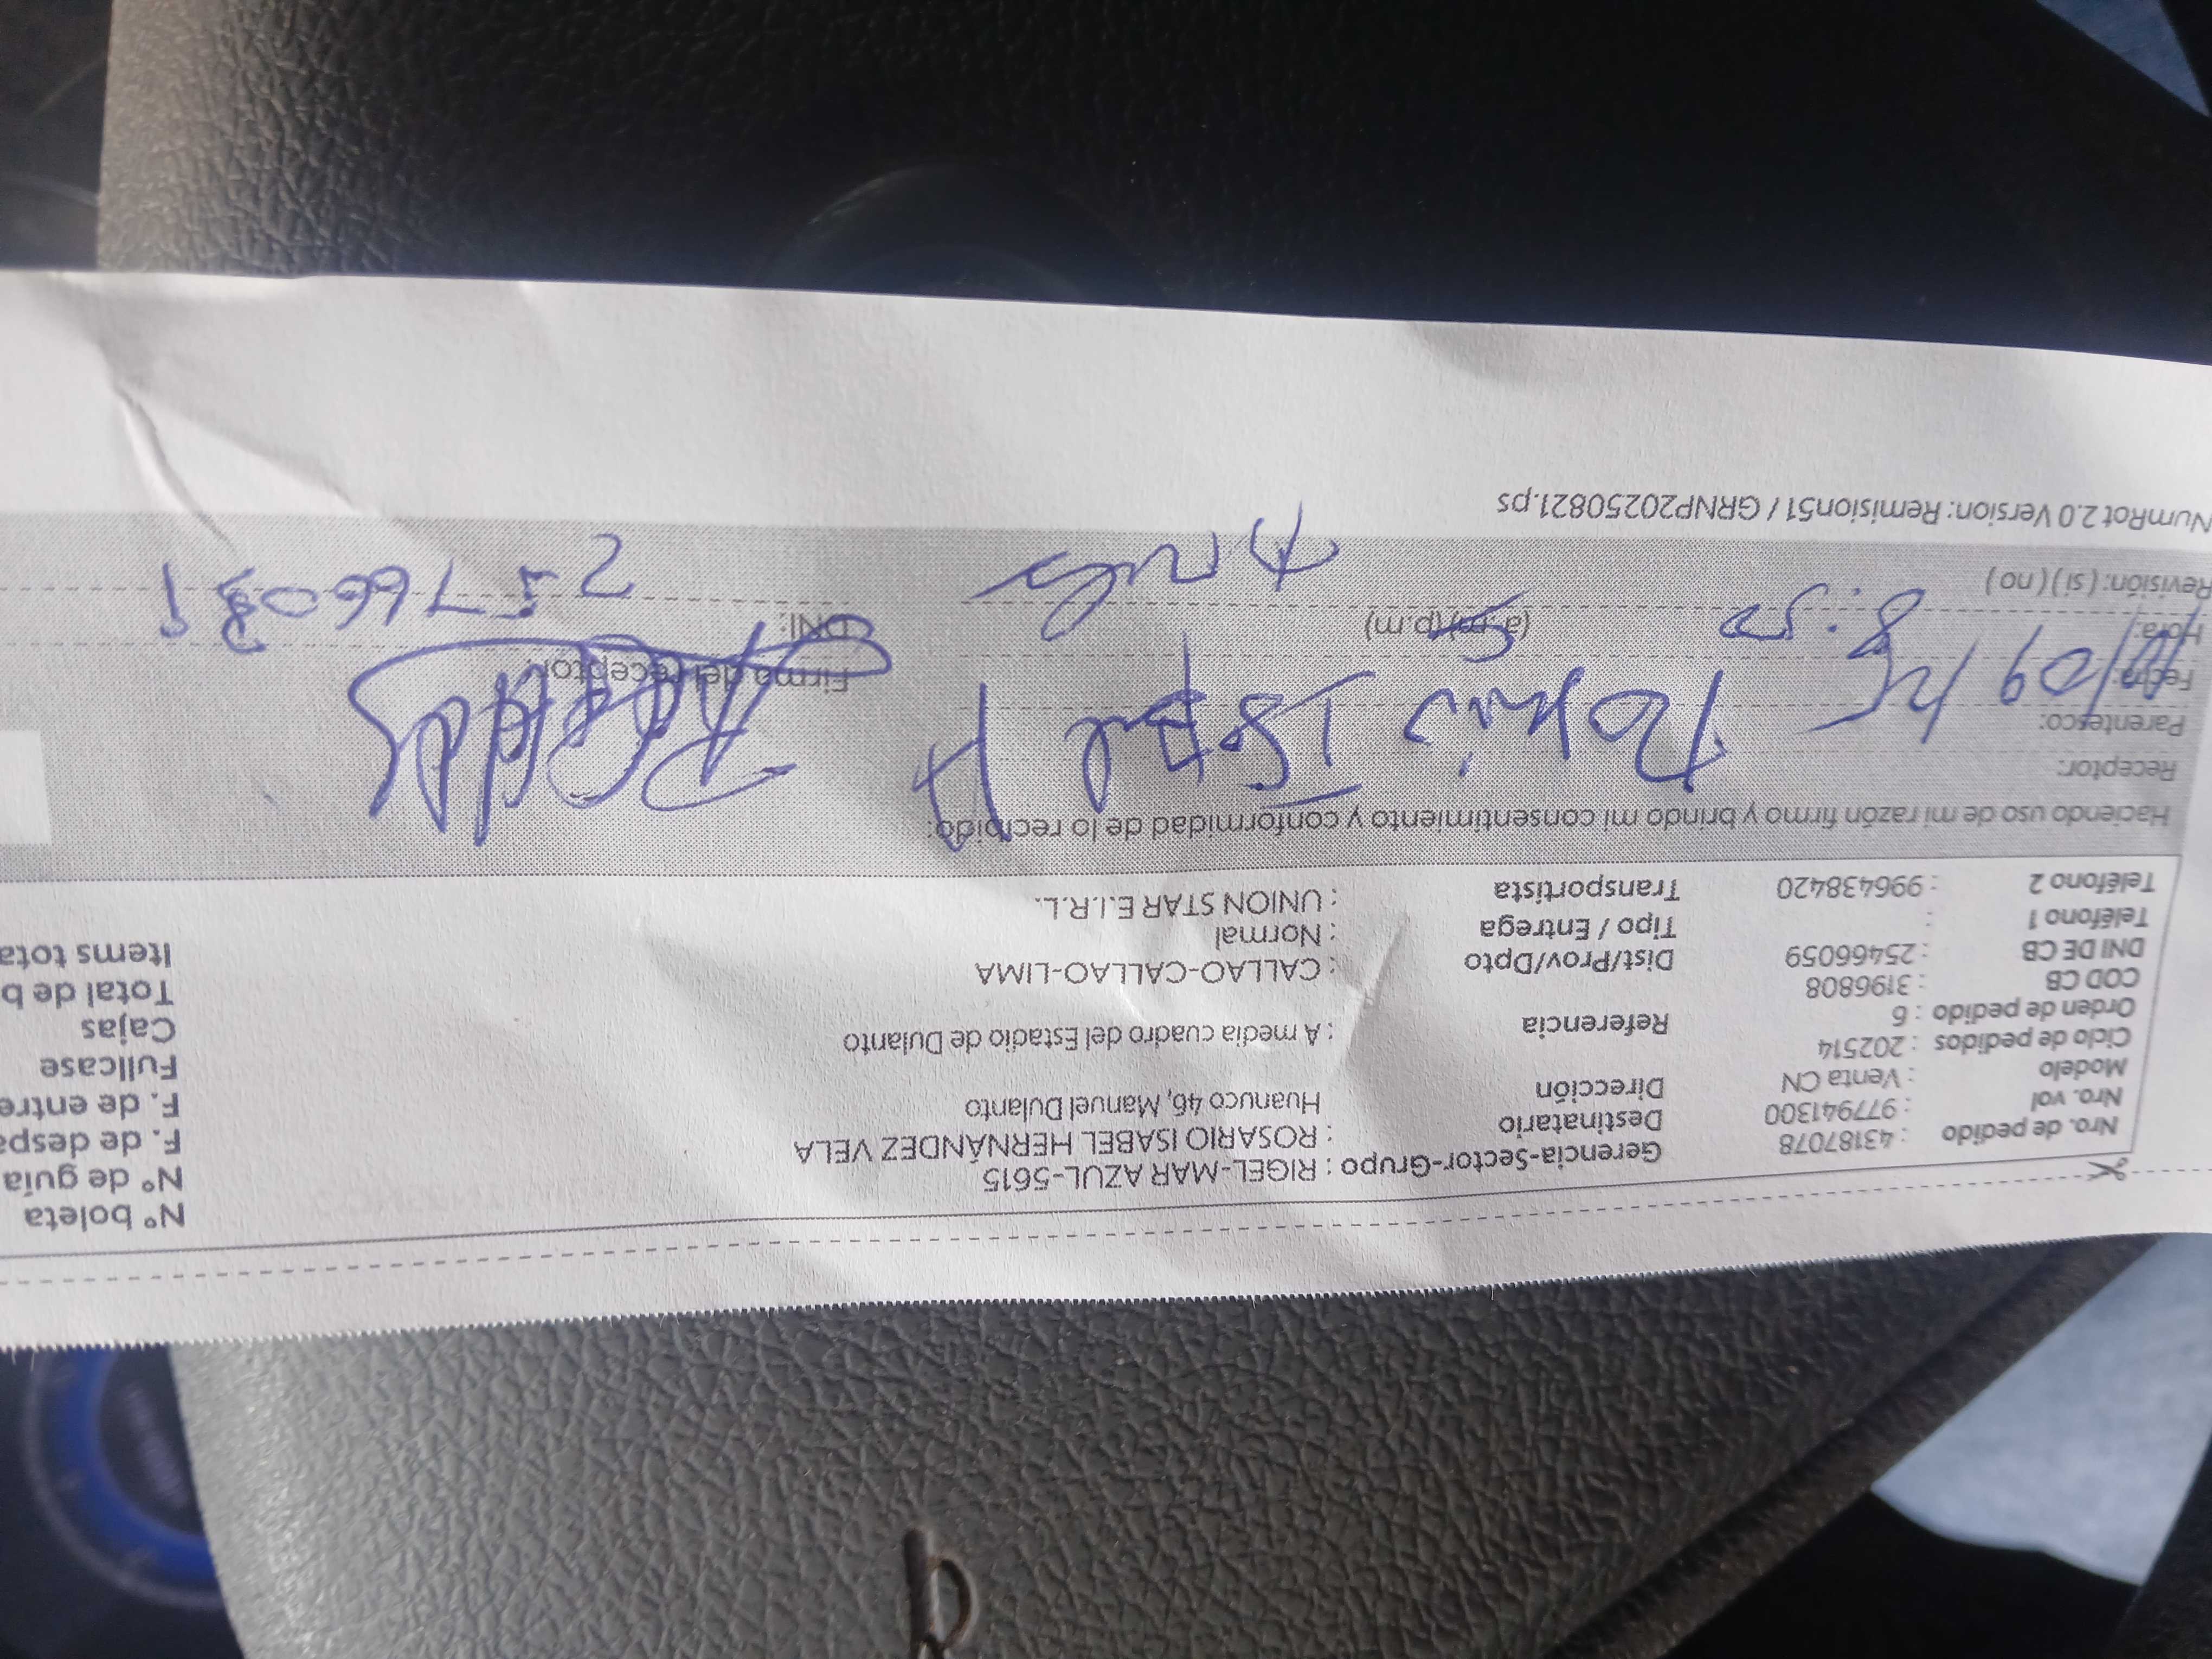 Nro. de pedido : 43187078 Gerencia-Sector-Grupo : RIGEL-MAR AZUL-5615 Nº boleta
Nro. vol : 977941300 Destinatario : ROSARIO ISABEL HERNÁNDEZ VELA Nº de guía
Modelo : Venta CN Dirección Huanuco 46, Manuel Dulanto F. de despa
Ciclo de pedidos : 202514 F. de entre
Orden de pedido : 6 Referencia : A media cuadro del Estadio de Dulanto Fullcase
COD CB : 3196808 Cajas
DNI DE CB : 25466059 Dist/Prov/Dpto : CALLAO-CALLAO-LIMA Total de b
Teléfono 1 : Tipo / Entrega : Normal Items tota
Teléfono 2 : 996438420 Transportista : UNION STAR E.I.R.L.
Haciendo uso de mi razón firmo y brindo mi consentimiento y conformidad de lo recibido:
Receptor:
Parentesco:
Fecha: Firma del receptor:
Hora: 8:50 (a.m)(p.m) DNI:
Revisión: (si) (no)
NumRot 2.0 Version: Remision51 / GRNP20250821.ps